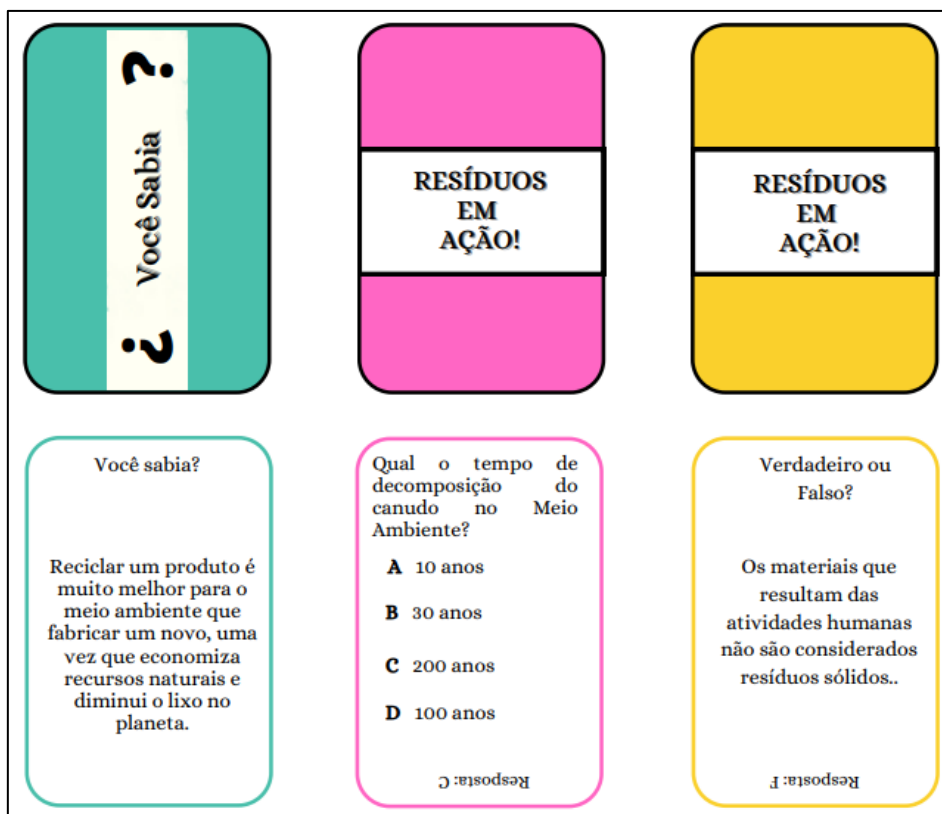 ¿ Você Sabia ?
RESÍDUOS
EM
AÇÃO!
RESÍDUOS
EM
AÇÃO!
Você sabia?
Reciclar um produto é
muito melhor para o
meio ambiente que
fabricar um novo, uma
vez que economiza
recursos naturais e
diminui o lixo no
planeta.
Qual o tempo de
decomposição do
canudo no Meio
Ambiente?
A 10 anos
B 30 anos
C 200 anos
D 100 anos
Resposta: C
Verdadeiro ou
Falso?
Os materiais que
resultam das
atividades humanas
não são considerados
resíduos sólidos..
Resposta: F